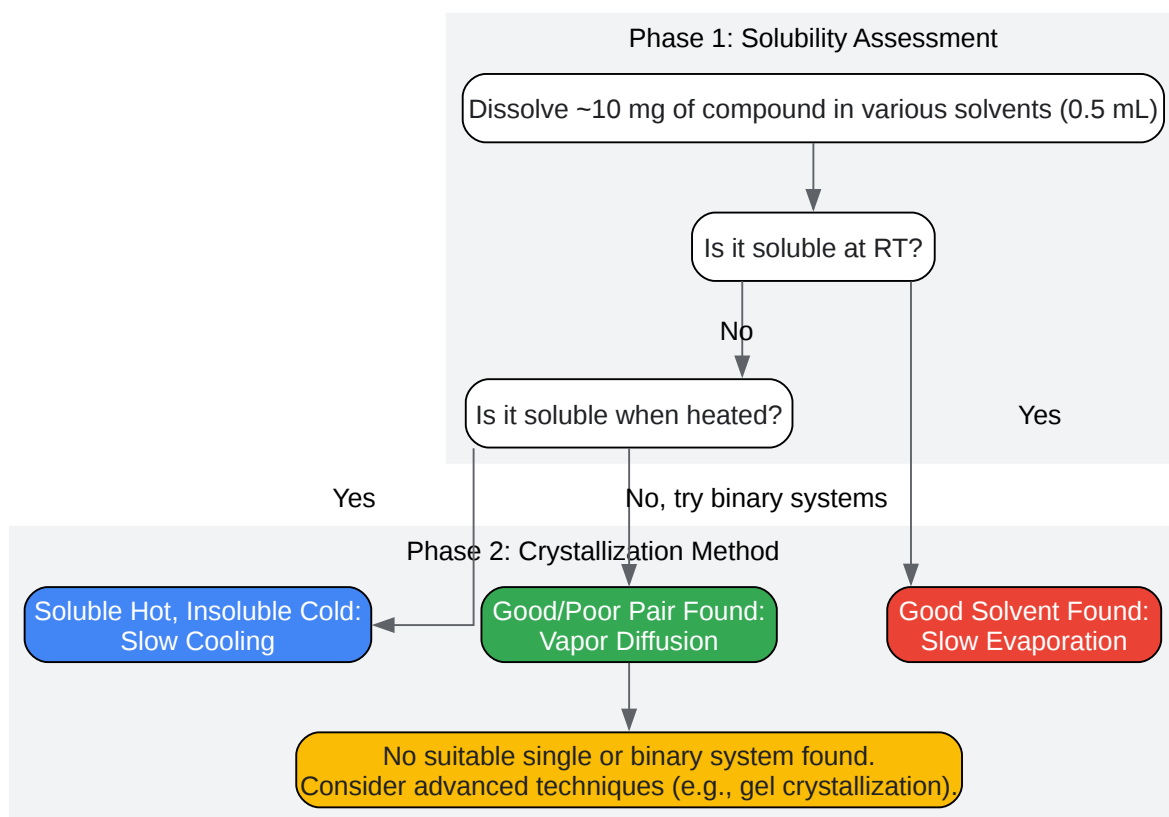 Phase 1: Solubility Assessment
Dissolve ~10 mg of compound in various solvents (0.5 mL)
Is it soluble at RT?
No
Is it soluble when heated?
Yes
Yes
No, try binary systems
Phase 2: Crystallization Method
Soluble Hot, Insoluble Cold:
Slow Cooling
Good/Poor Pair Found:
Vapor Diffusion
Good Solvent Found:
Slow Evaporation
No suitable single or binary system found.
Consider advanced techniques (e.g., gel crystallization).